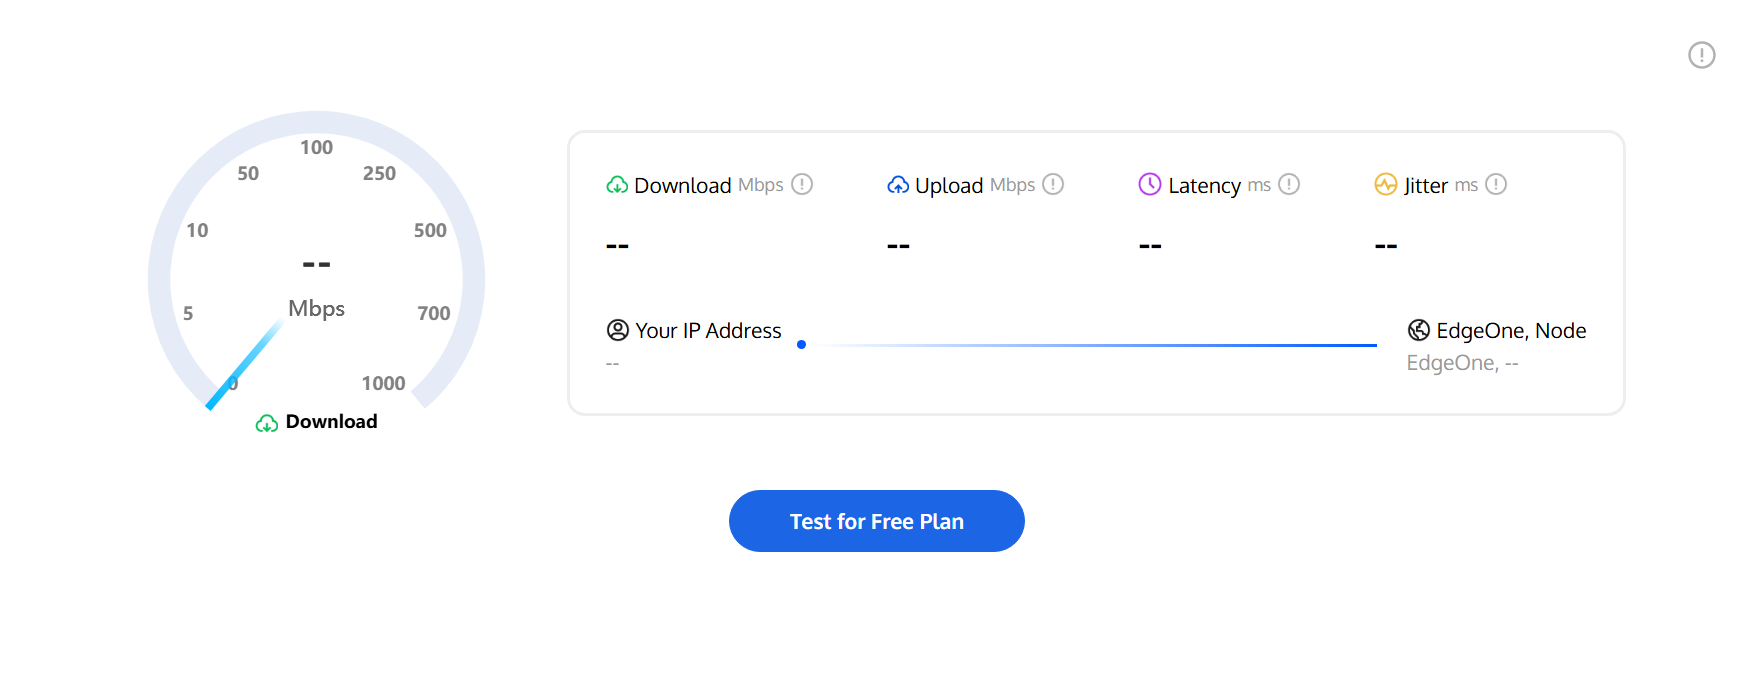 100
50
250
10
500
--
5
Mbps
700
0
1000
Download
Download Mbps
Upload Mbps
Latency ms
Jitter ms
--
--
--
--
Your IP Address
--
EdgeOne, Node
EdgeOne, --
Test for Free Plan